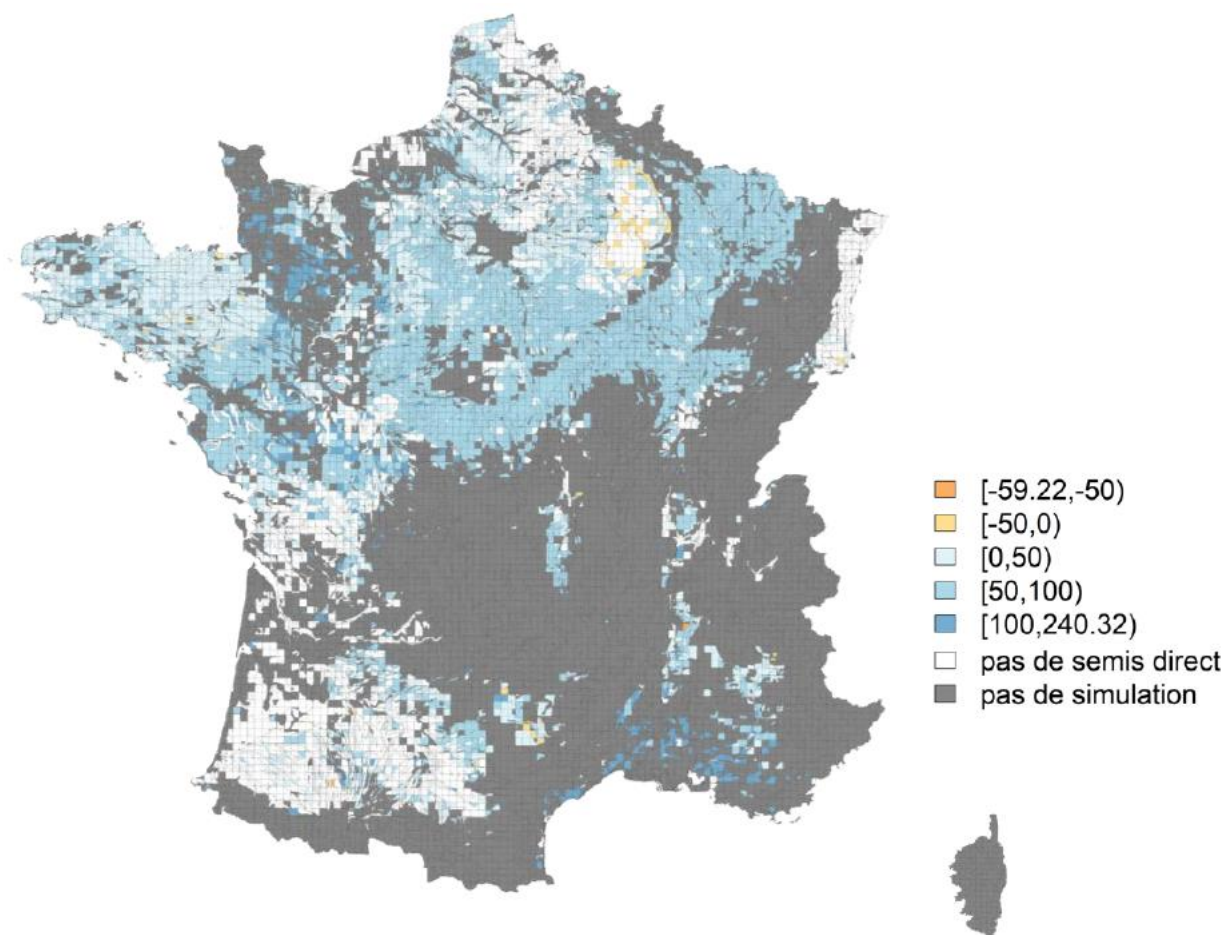 [-59.22,-50)
[-50,0)
[0,50)
[50,100)
[100,240.32)
pas de semis direct
pas de simulation